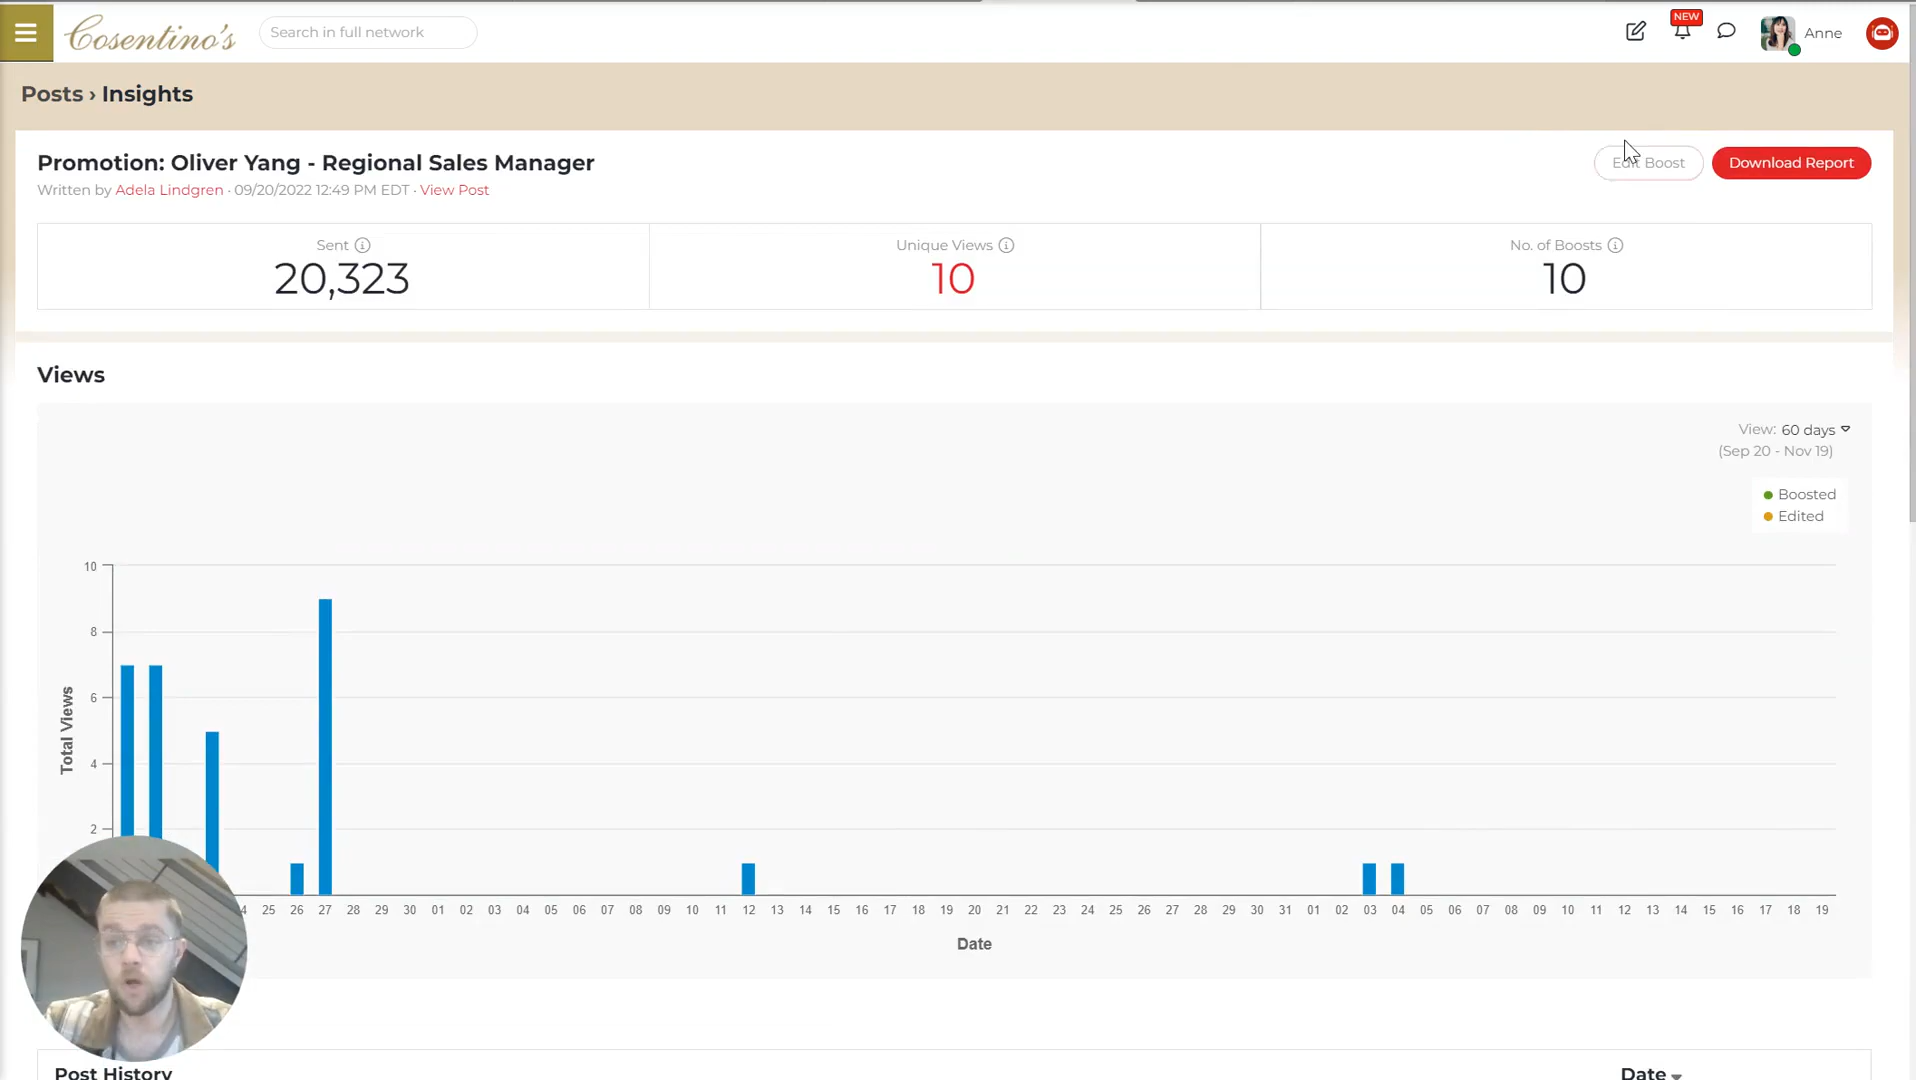 Cosentino's
Search in full network
NEW
Anne
Posts › Insights
Promotion: Oliver Yang - Regional Sales Manager
Edit Boost
Download Report
Written by Adela Lindgren · 09/20/2022 12:49 PM EDT · View Post
Sent
20,323
Unique Views
10
No. of Boosts
10
Views
View: 60 days
(Sep 20 - Nov 19)
Boosted
Edited
10
8
6
4
2
Total Views
4 25 26 27 28 29 30 01 02 03 04 05 06 07 08 09 10 11 12 13 14 15 16 17 18 19 20 21 22 23 24 25 26 27 28 29 30 31 01 02 03 04 05 06 07 08 09 10 11 12 13 14 15 16 17 18 19
Date
Post History
Date